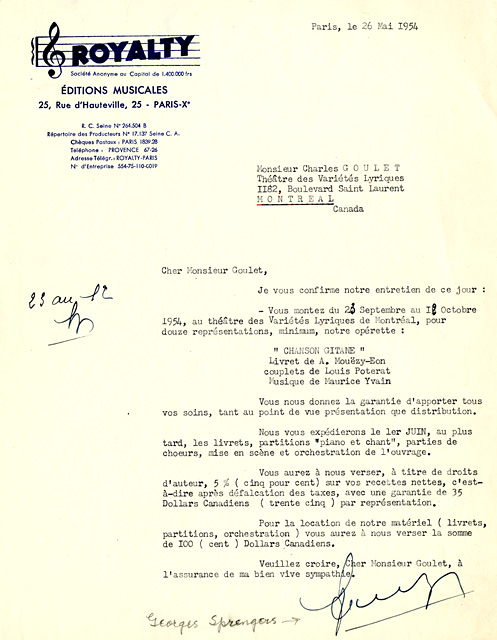 Paris, le 26 Mai 1954
ROYALTY
Société Anonyme au Capital de 1.400.000 frs
ÉDITIONS MUSICALES
25, Rue d'Hauteville, 25 - PARIS-Xe
R. C. Seine N° 264.504 B
Répertoire des Producteurs N° 17.137 Seine C. A.
Chèques Postaux : PARIS 1839.28
Téléphone : PROVENCE 67-26
Adresse Télégr. : ROYALTY-PARIS
N° d'Entreprise 554-75-110-0019
Monsieur Charles G O U L E T
Théâtre des Variétés Lyriques
1182, Boulevard Saint Laurent
M O N T R E A L
Canada
Cher Monsieur Goulet,
Je vous confirme notre entretien de ce jour :
23 au 12
- Vous montez du 23 Septembre au 12 Octobre
1954, au théâtre des Variétés Lyriques de Montréal, pour
douze représentations, minimum, notre opérette :
" CHANSON GITANE "
Livret de A. Mouëzy-Eon
couplets de Louis Poterat
Musique de Maurice Yvain
Vous nous donnez la garantie d'apporter tous
vos soins, tant au point de vue présentation que distribution.
Nous vous expédierons le 1er JUIN, au plus
tard, les livrets, partitions "piano et chant", parties de
choeurs, mise en scène et orchestration de l'ouvrage.
Vous aurez à nous verser, à titre de droits
d'auteur, 5 % ( cinq pour cent) sur vos recettes nettes, c'est-
à-dire après défalcation des taxes, avec une garantie de 35
Dollars Canadiens ( trente cinq ) par représentation.
Pour la location de notre matériel ( livrets,
partitions, orchestration ) vous aurez à nous verser la somme
de 100 ( cent ) Dollars Canadiens.
Veuillez croire, Cher Monsieur Goulet, à
l'assurance de ma bien vive sympathie.
Georges Sprengers →